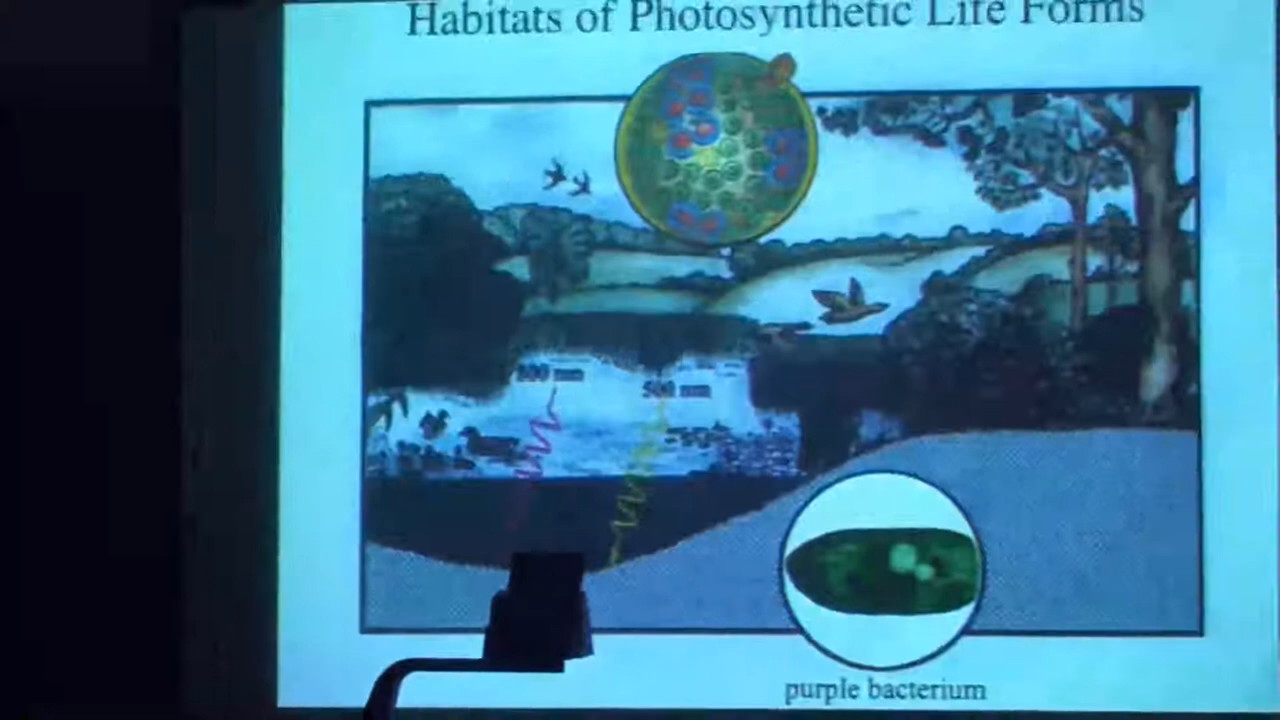 Habitats of Photosynthetic Life Forms
800 nm
500 nm
purple bacterium